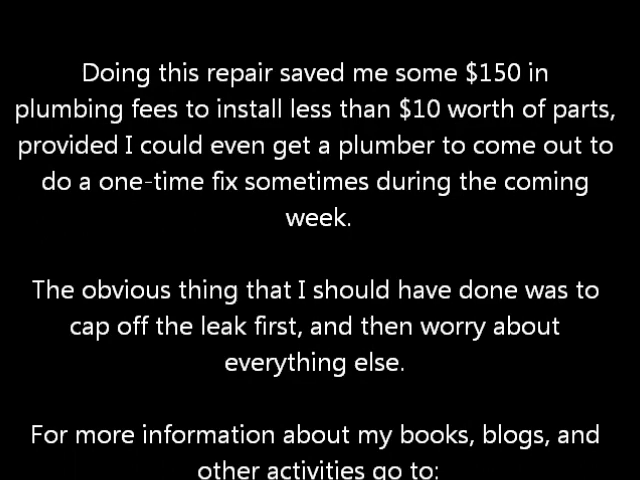 Doing this repair saved me some $150 in
plumbing fees to install less than $10 worth of parts,
provided I could even get a plumber to come out to
do a one-time fix sometimes during the coming
week.
The obvious thing that I should have done was to
cap off the leak first, and then worry about
everything else.
For more information about my books, blogs, and
other activities go to: